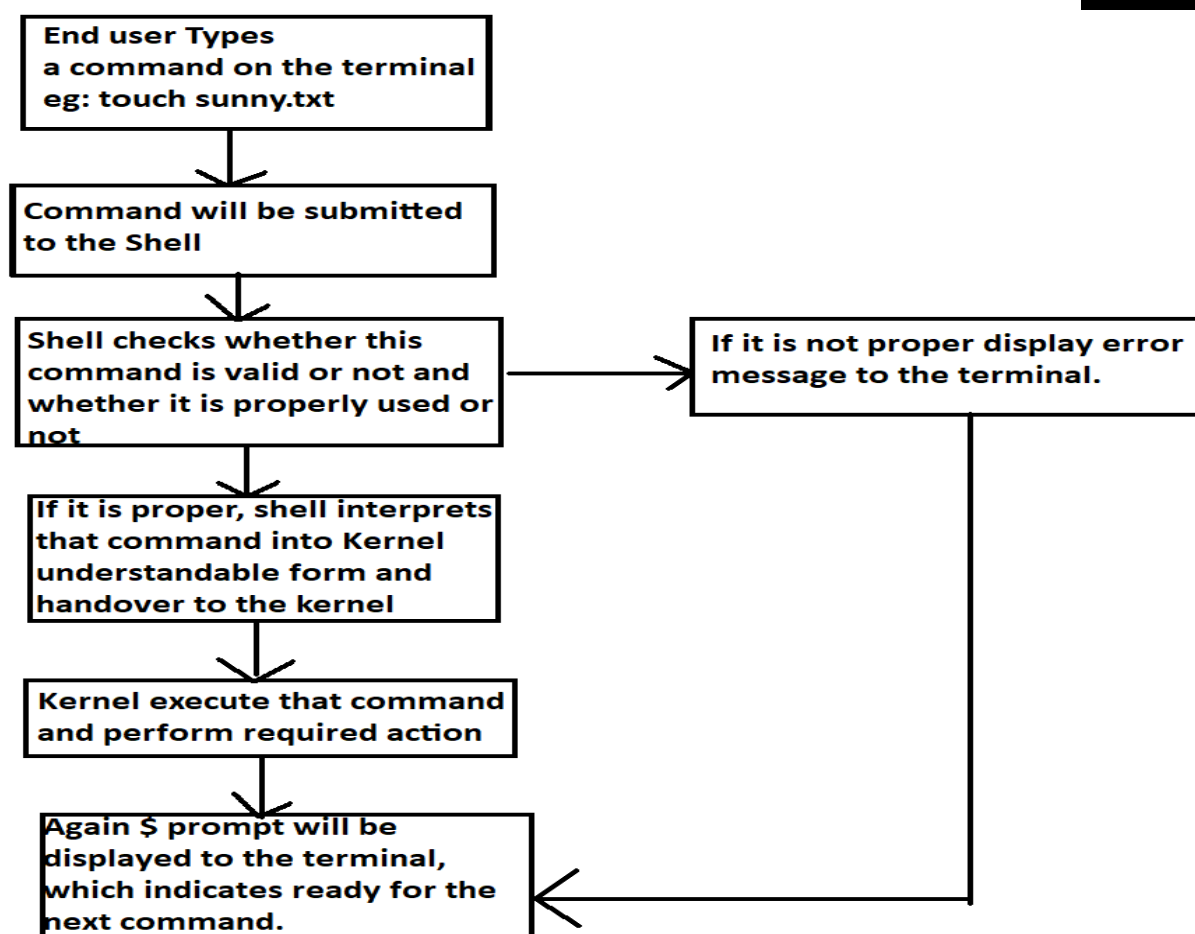 End user Types
a command on the terminal
eg: touch sunny.txt
Command will be submitted
to the Shell
Shell checks whether this
command is valid or not and
whether it is properly used or
not
If it is not proper display error
message to the terminal.
If it is proper, shell interprets
that command into Kernel
understandable form and
handover to the kernel
Kernel execute that command
and perform required action
Again $ prompt will be
displayed to the terminal,
which indicates ready for the
next command.